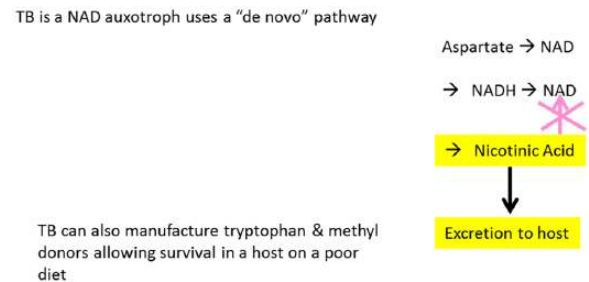 TB is a NAD auxotroph uses a “de novo” pathway
Aspartate → NAD
→ NADH → NAD
→ Nicotinic Acid
Excretion to host
TB can also manufacture tryptophan & methyl
donors allowing survival in a host on a poor
diet